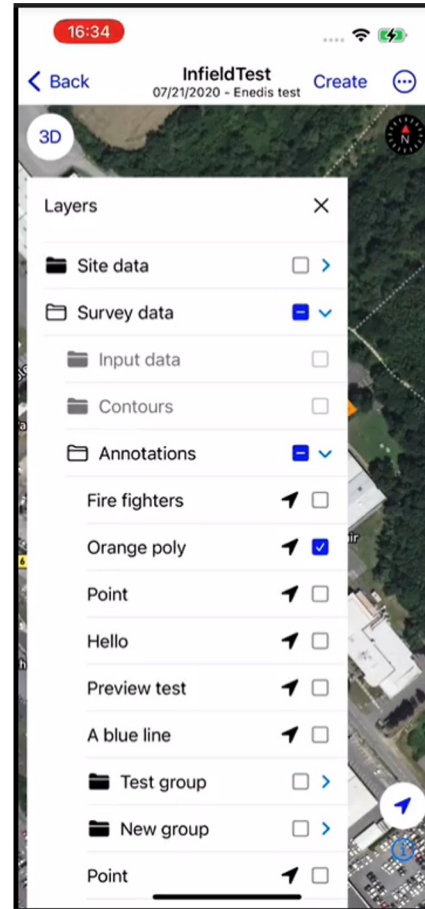 16:34
Back
InfieldTest
07/21/2020 - Enedis test
Create
3D
N
Layers
Site data
Survey data
Input data
Contours
Annotations
Fire fighters
Orange poly
Point
Hello
Preview test
A blue line
Test group
New group
Point